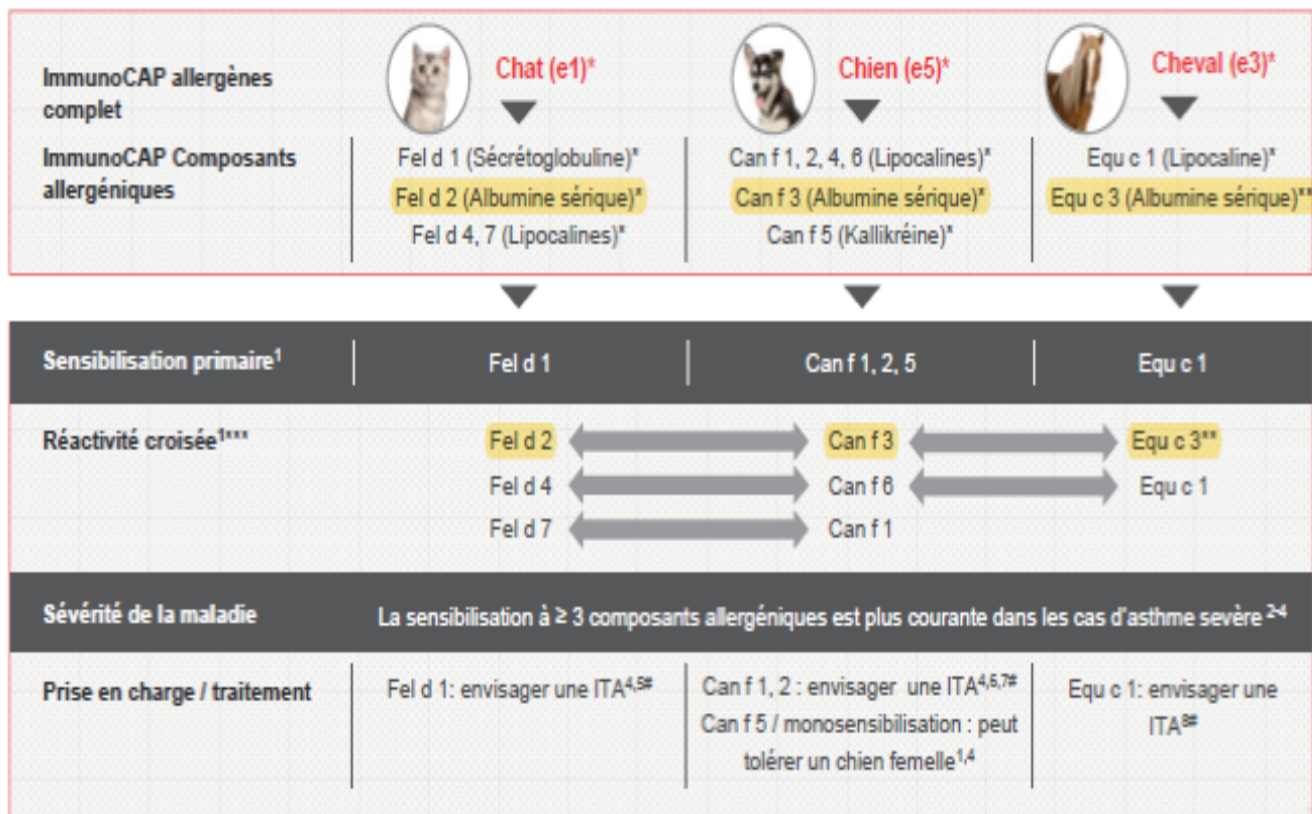 ImmunoCAP allergènes complet
Chat (e1)*
Chien (e5)*
Cheval (e3)*
ImmunoCAP Composants allergéniques
Fel d 1 (Sécrétoglobuline)*
Fel d 2 (Albumine sérique)*
Fel d 4, 7 (Lipocalines)*
Can f 1, 2, 4, 6 (Lipocalines)*
Can f 3 (Albumine sérique)*
Can f 5 (Kallikréine)*
Equ c 1 (Lipocaline)*
Equ c 3 (Albumine sérique)**
Sensibilisation primaire1
Fel d 1
Can f 1, 2, 5
Equ c 1
Réactivité croisée1***
Fel d 2
Can f 3
Equ c 3**
Fel d 4
Can f 6
Equ c 1
Fel d 7
Can f 1
Sévérité de la maladie
La sensibilisation à ≥ 3 composants allergéniques est plus courante dans les cas d'asthme sevère 2-4
Prise en charge / traitement
Fel d 1: envisager une ITA4,5#
Can f 1, 2 : envisager une ITA4,6,7#
Can f 5 / monosensibilisation : peut
tolérer un chien femelle1,4
Equ c 1: envisager une
ITA8#